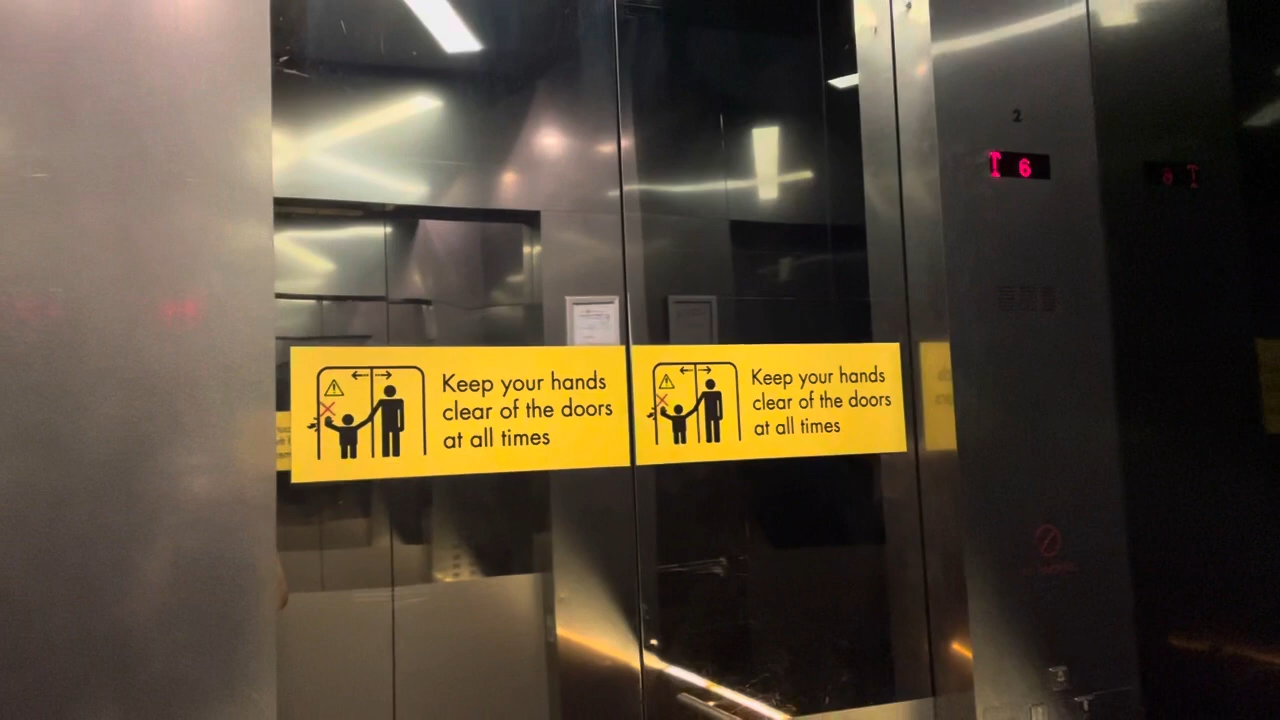 2
6
Keep your hands
clear of the doors
at all times
Keep your hands
clear of the doors
at all times